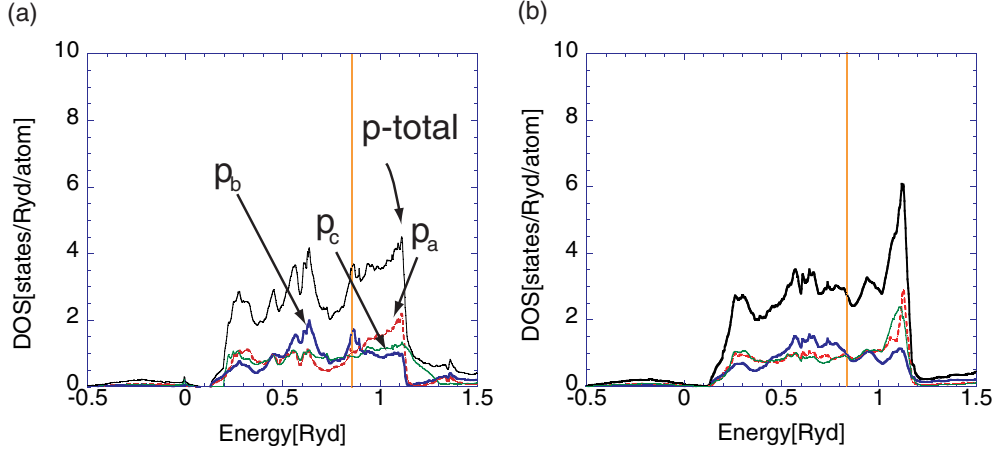 (a)
DOS[states/Ryd/atom]
10
8
6
4
2
0
-0.5 0 0.5 1 1.5
Energy[Ryd]
p-total
pb
pc
pa
(b)
DOS[states/Ryd/atom]
10
8
6
4
2
0
-0.5 0 0.5 1 1.5
Energy[Ryd]